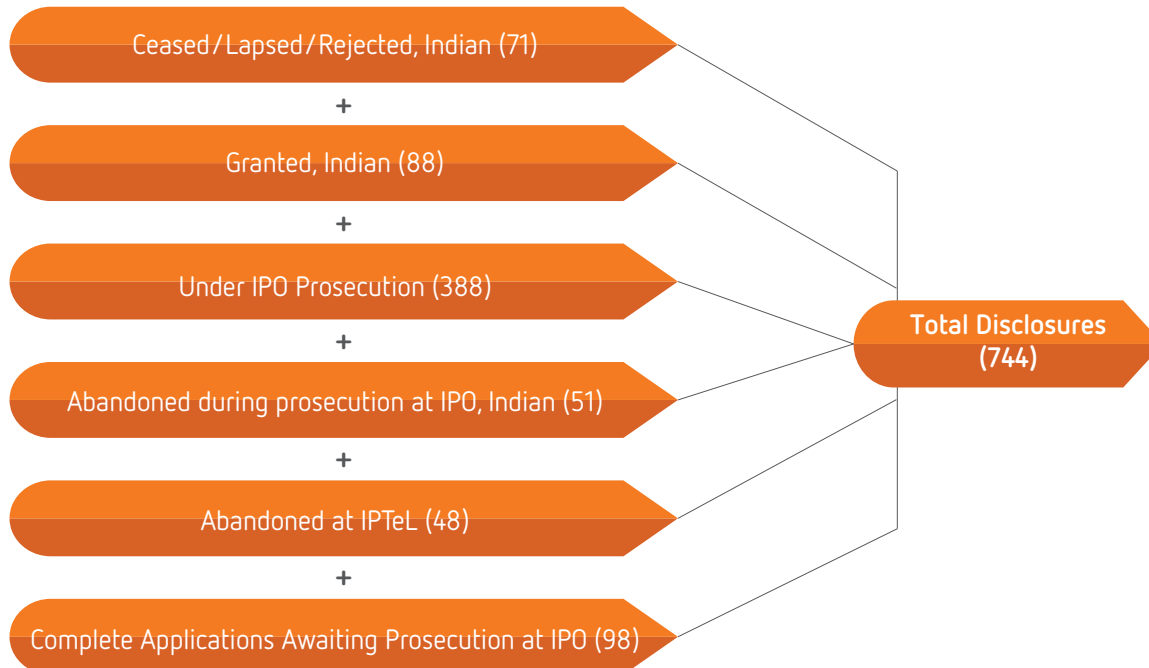 Ceased/Lapsed/Rejected, Indian (71)
+
Granted, Indian (88)
+
Under IPO Prosecution (388)
+
Abandoned during prosecution at IPO, Indian (51)
+
Abandoned at IPTeL (48)
+
Complete Applications Awaiting Prosecution at IPO (98)
Total Disclosures
(744)